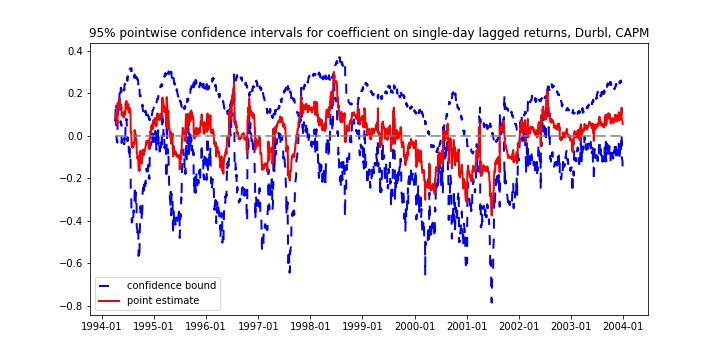 95% pointwise confidence intervals for coefficient on single-day lagged returns, Durbl, CAPM
0.4
0.2
0.0
−0.2
−0.4
−0.6
−0.8
confidence bound
point estimate
1994-01 1995-01 1996-01 1997-01 1998-01 1999-01 2000-01 2001-01 2002-01 2003-01 2004-01